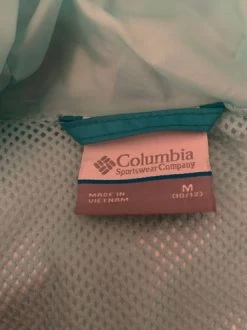 Columbia
Sportswear Company
MADE IN
VIETNAM
M
(10/12)